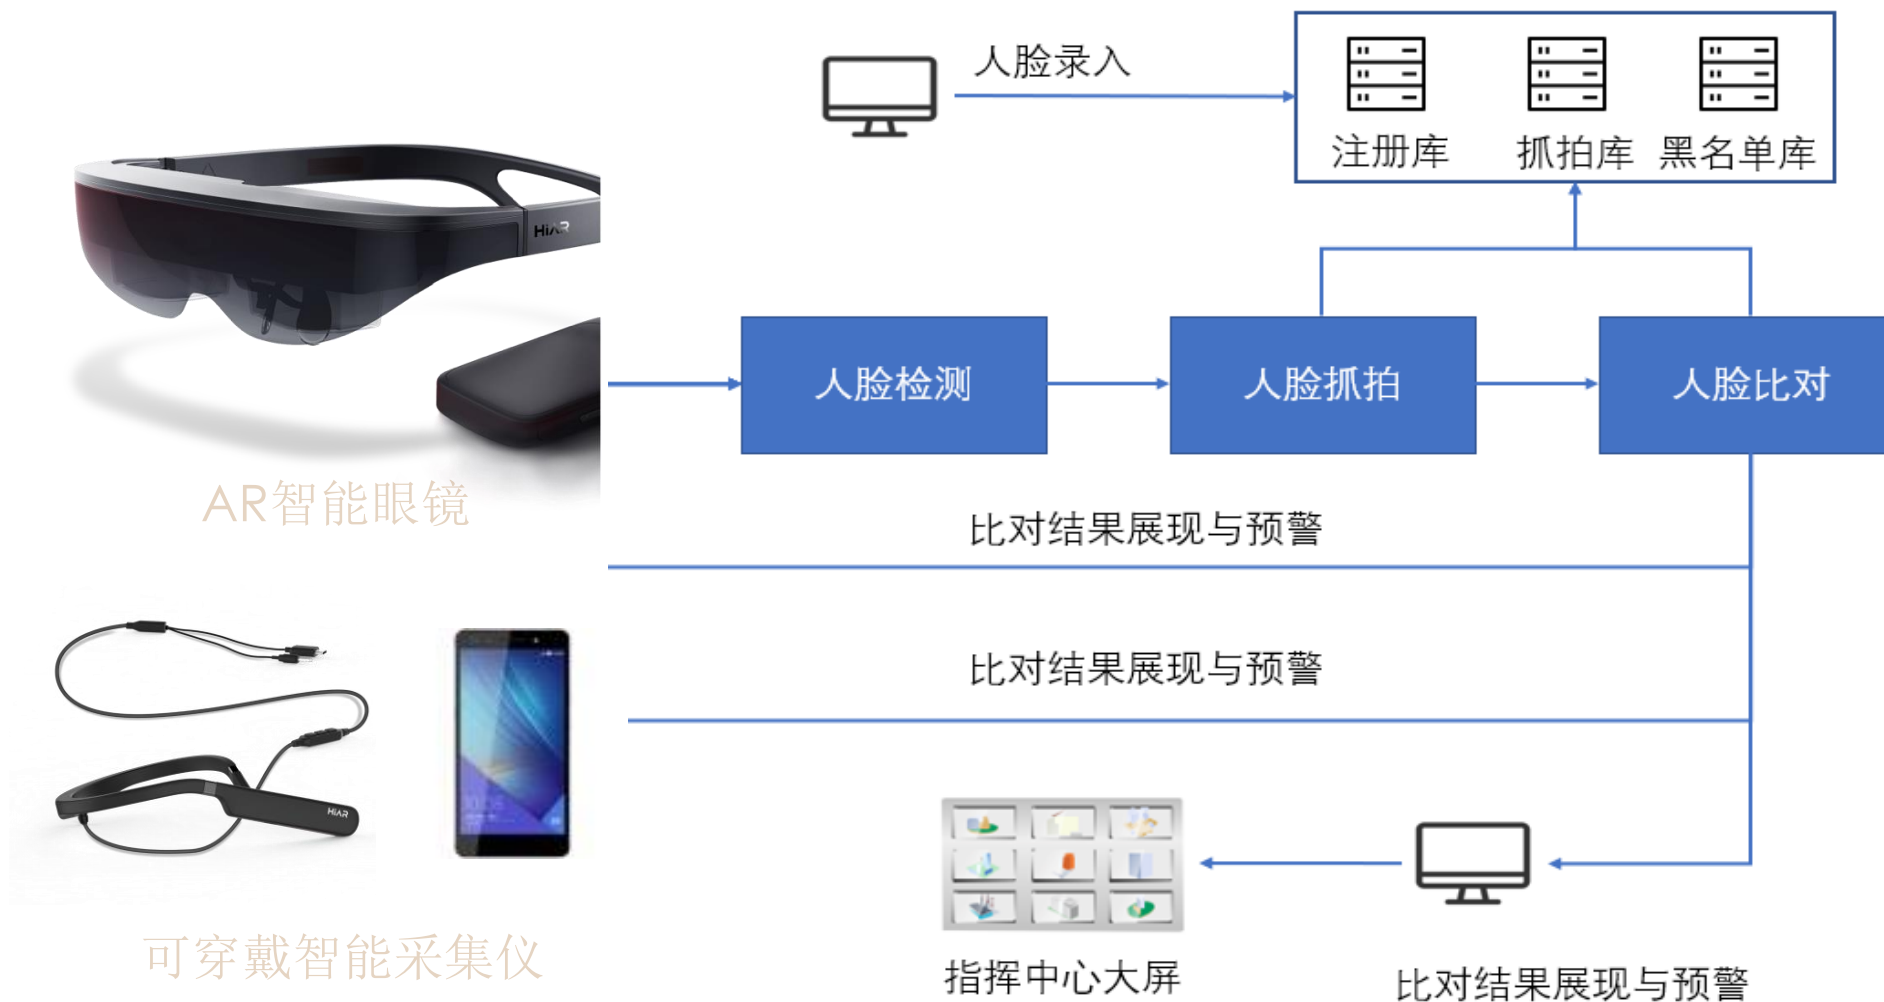 人脸录入
注册库
抓拍库
黑名单库
HiAR
人脸检测
人脸抓拍
人脸比对
AR智能眼镜
比对结果展现与预警
比对结果展现与预警
HiAR
可穿戴智能采集仪
指挥中心大屏
比对结果展现与预警